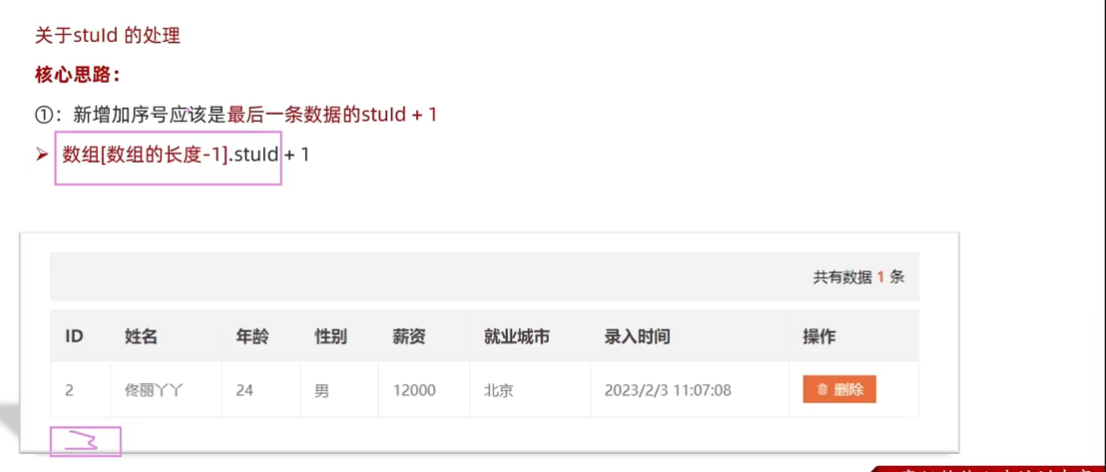 关于stuId 的处理
核心思路：
①：新增加序号应该是最后一条数据的stuId + 1
➢ 数组[数组的长度-1].stuId + 1
共有数据 1 条
ID 姓名 年龄 性别 薪资 就业城市 录入时间 操作
2 佟丽丫丫 24 男 12000 北京 2023/2/3 11:07:08 删除
3